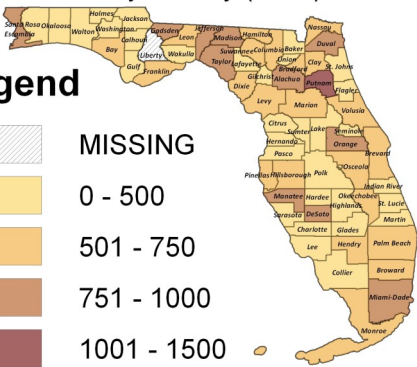 Holmes
Jackson
Santa Rosa
Okaloosa
Escambia
Walton
Washington
Bay
Calhoun
Gulf
Liberty
Franklin
Gadsden
Leon
Wakulla
Jefferson
Madison
Taylor
Hamilton
Suwannee
Lafayette
Dixie
Columbia
Baker
Union
Bradford
Gilchrist
Alachua
Levy
Nassau
Duval
Clay
St. Johns
Putnam
Flagler
Marion
Volusia
Citrus
Sumter
Lake
Seminole
Hernando
Orange
Pasco
Brevard
Osceola
Pinellas
Hillsborough
Polk
Indian River
Manatee
Hardee
Okeechobee
St. Lucie
Highlands
Sarasota
DeSoto
Martin
Charlotte
Glades
Lee
Hendry
Palm Beach
Collier
Broward
Miami-Dade
Monroe
gend
MISSING
0 - 500
501 - 750
751 - 1000
1001 - 1500